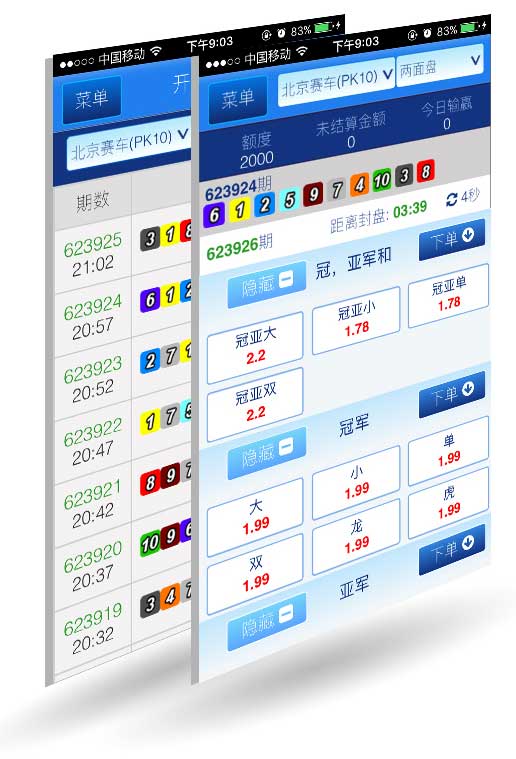 中国移动 下午9:03 83%
菜单 开
北京赛车(PK10)
期数
623925
21:02
3 1 8
623924
20:57
6 1 2
623923
20:52
2 7 1
623922
20:47
1 7 5
623921
20:42
8 9 7
623920
20:37
10 9 6
623919
20:32
3 4 7
中国移动 下午9:03 83%
菜单 北京赛车(PK10) 两面盘
额度 未结算金额 今日输赢
2000 0 0
623924期
6 1 2 5 9 7 4 10 3 8
623926期 距离封盘: 03:39 4秒
隐藏 冠，亚军和 下单
冠亚大 冠亚小 冠亚单
2.2 1.78 1.78
冠亚双
2.2
隐藏 冠军 下单
大 小 单
1.99 1.99 1.99
双 龙 虎
1.99 1.99 1.99
隐藏 亚军 下单